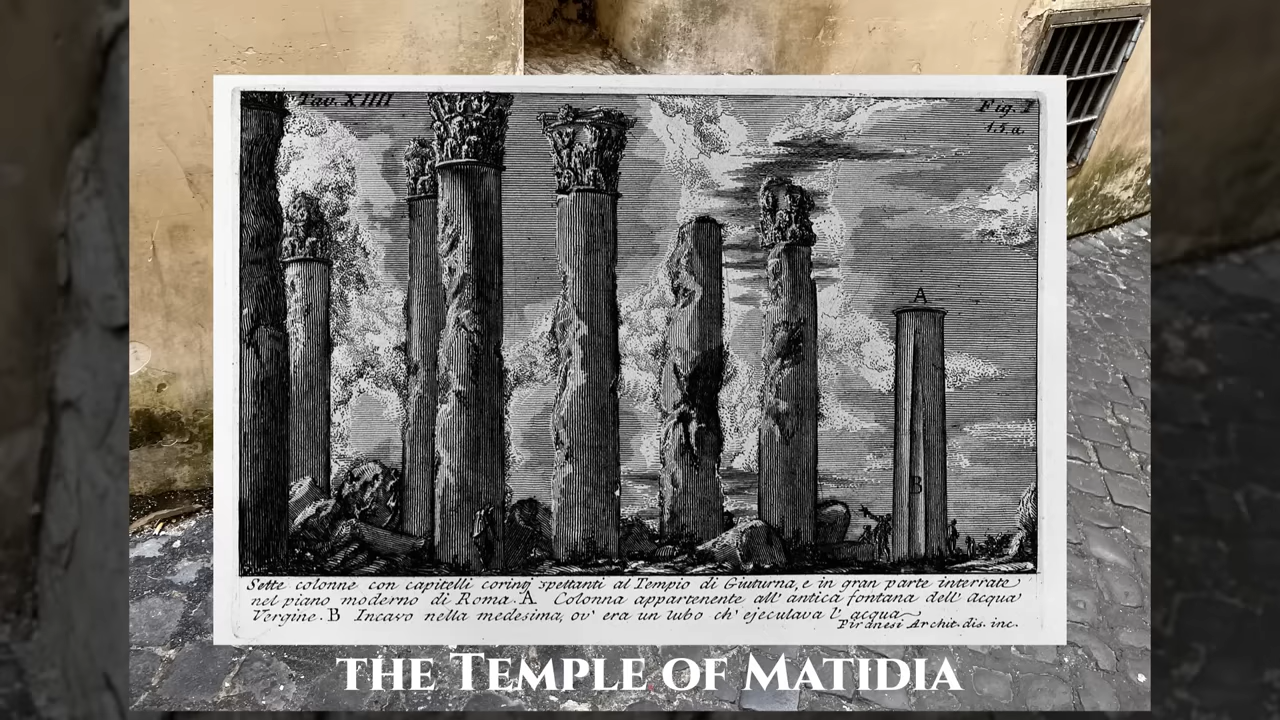 Tav. XIIII
Fig. I
15. a.
A
B
Sette colonne con capitelli corintj spettanti al Tempio di Giuturna, e in gran parte interrate
nel piano moderno di Roma. A Colonna appartenente all' antica fontana dell' acqua
Vergine. B Incavo nella medesima, ov' era un tubo ch' ejeculava l' acqua
Piranesi Archit. dis. inc.
THE TEMPLE OF MATIDIA